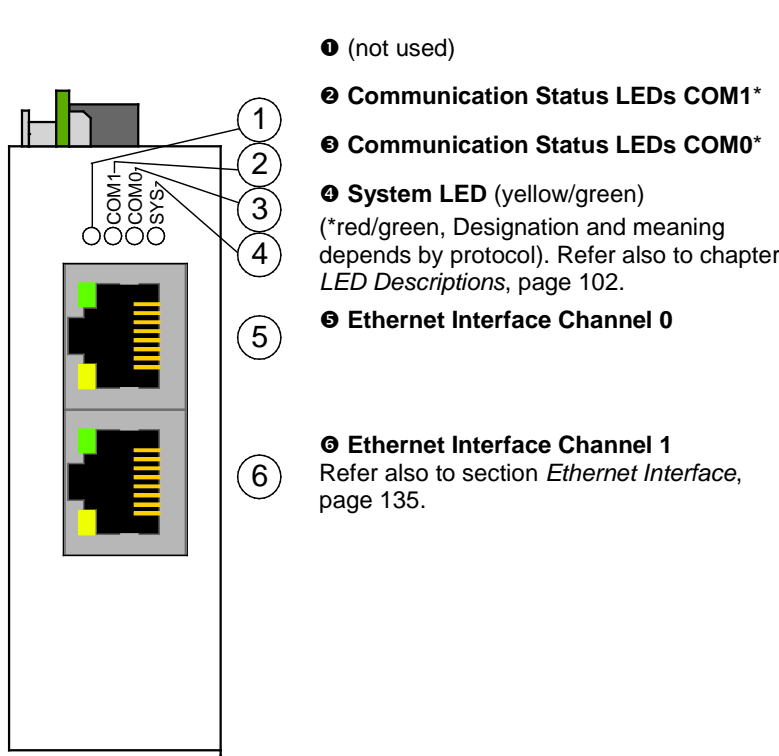 ❶ (not used)
❷ Communication Status LEDs COM1*
❸ Communication Status LEDs COM0*
❹ System LED (yellow/green)
(*red/green, Designation and meaning
depends by protocol). Refer also to chapter
LED Descriptions, page 102.
❺ Ethernet Interface Channel 0
❻ Ethernet Interface Channel 1
Refer also to section Ethernet Interface,
page 135.
COM1
COM0
SYS
1
2
3
4
5
6